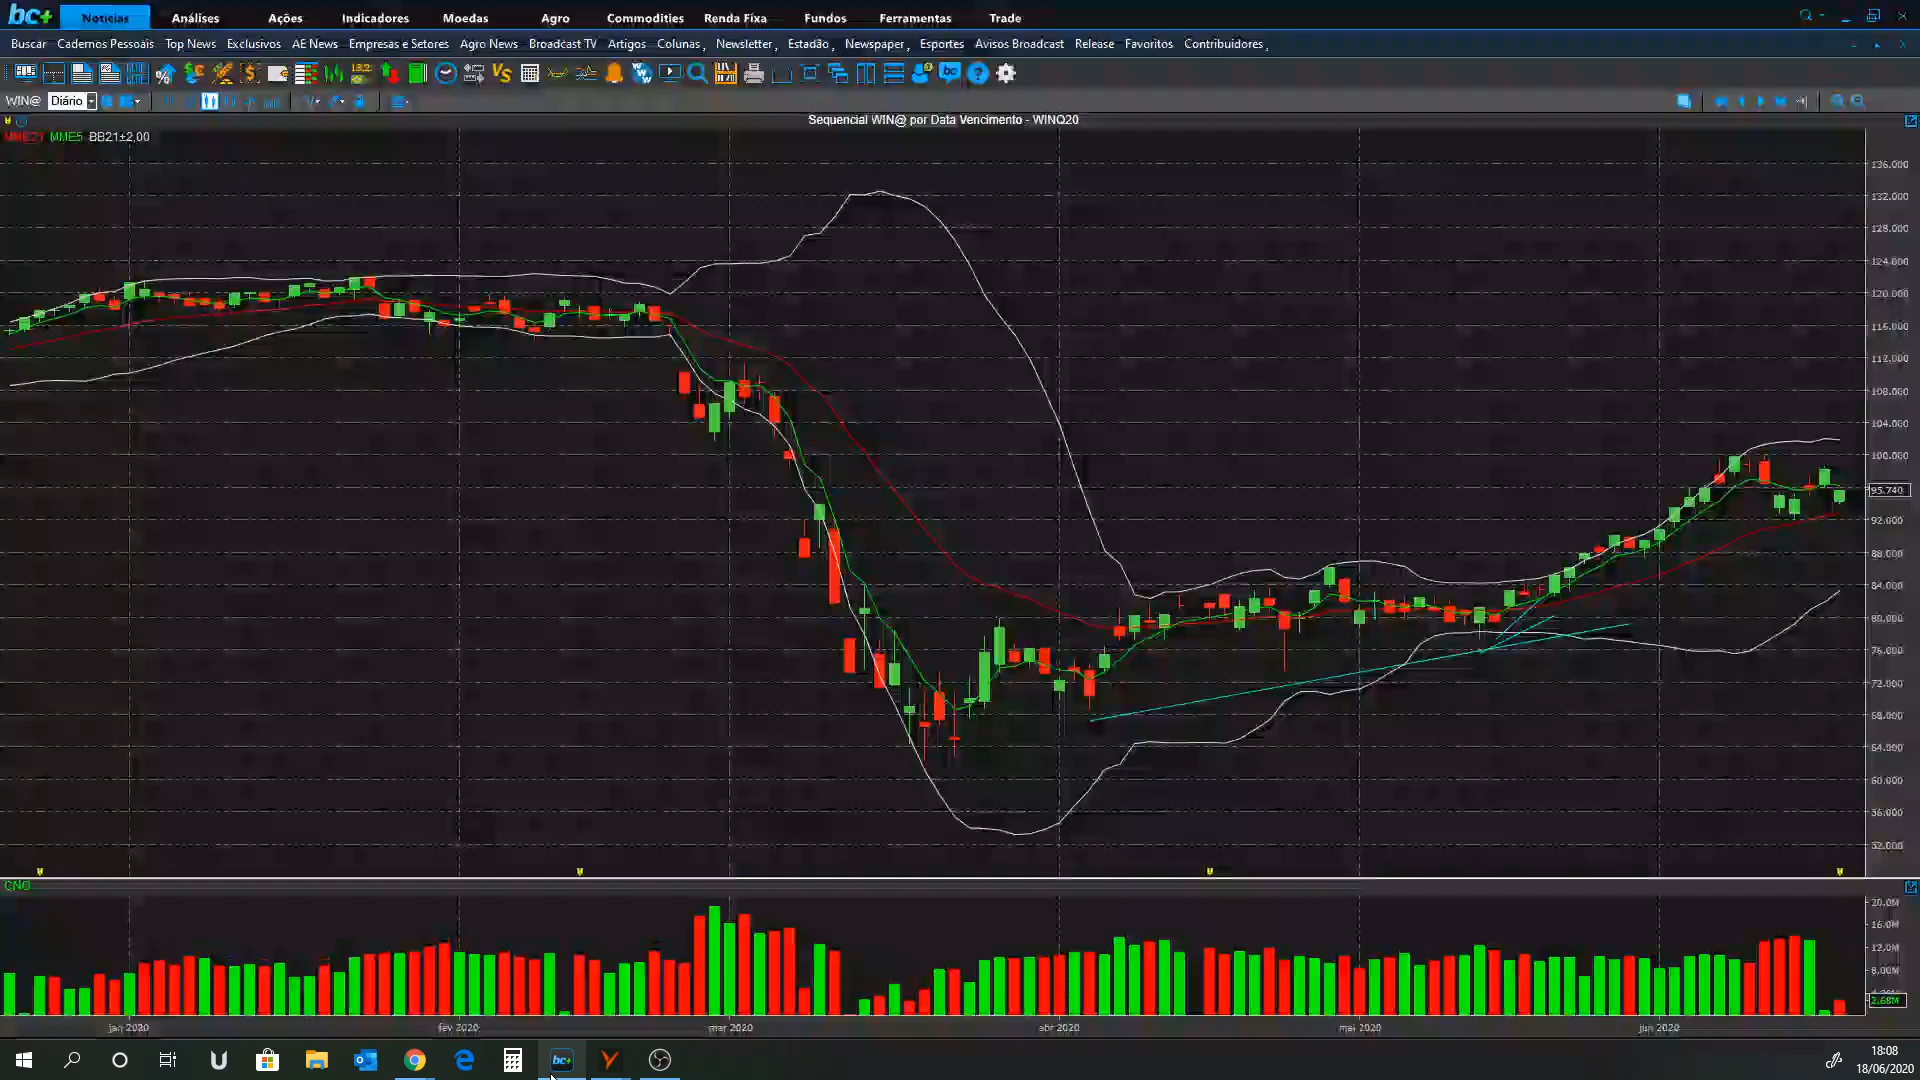 bc+ Notícias Análises Ações Indicadores Moedas Agro Commodities Renda Fixa Fundos Ferramentas Trade
Buscar Cadernos Pessoais Top News Exclusivos AE News Empresas e Setores Agro News Broadcast TV Artigos Colunas Newsletter Estadão Newspaper Esportes Avisos Broadcast Release Favoritos Contribuidores
WIN@ Diário
Sequencial WIN@ por Data Vencimento - WINQ20
MME21 MME5 BB21±2,00
136.000
132.000
128.000
124.000
120.000
116.000
112.000
108.000
104.000
100.000
95.740
92.000
88.000
84.000
80.000
76.000
72.000
68.000
64.000
60.000
56.000
52.000
CNO
20.0M
16.0M
12.0M
8.00M
2.68M
jan 2020 fev 2020 mar 2020 abr 2020 mai 2020 jun 2020
bc+
18:08
18/06/2020